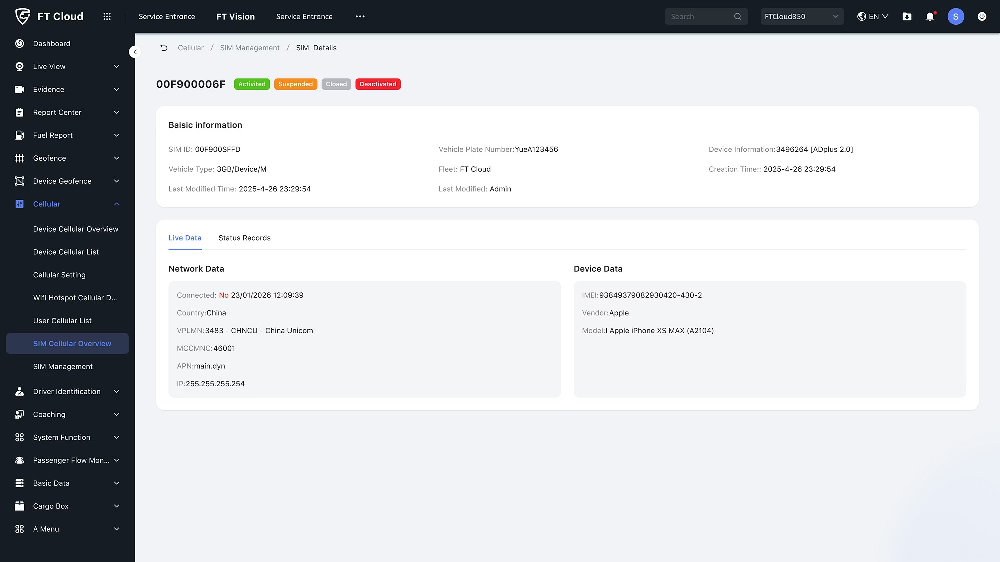 FT Cloud
Service Entrance
FT Vision
Service Entrance
Search
FTCloud350
EN
S
Dashboard
Live View
Evidence
Report Center
Fuel Report
Geofence
Device Geofence
Cellular
Device Cellular Overview
Device Cellular List
Cellular Setting
Wifi Hotspot Cellular D...
User Cellular List
SIM Cellular Overview
SIM Management
Driver Identification
Coaching
System Function
Passenger Flow Mon...
Basic Data
Cargo Box
A Menu
Cellular / SIM Management / SIM Details
00F900006F Activited Suspended Closed Deactivated
Baisic information
SIM ID: 00F900SFFD
Vehicle Plate Number:YueA123456
Device Information:3496264 [ADplus 2.0]
Vehicle Type: 3GB/Device/M
Fleet: FT Cloud
Creation Time:: 2025-4-26 23:29:54
Last Modified Time: 2025-4-26 23:29:54
Last Modified: Admin
Live Data
Status Records
Network Data
Connected: No 23/01/2026 12:09:39
Country:China
VPLMN:3483 - CHNCU - China Unicom
MCCMNC:46001
APN:main.dyn
IP:255.255.255.254
Device Data
IMEI:93849379082930420-430-2
Vendor:Apple
Model:I Apple iPhone XS MAX (A2104)